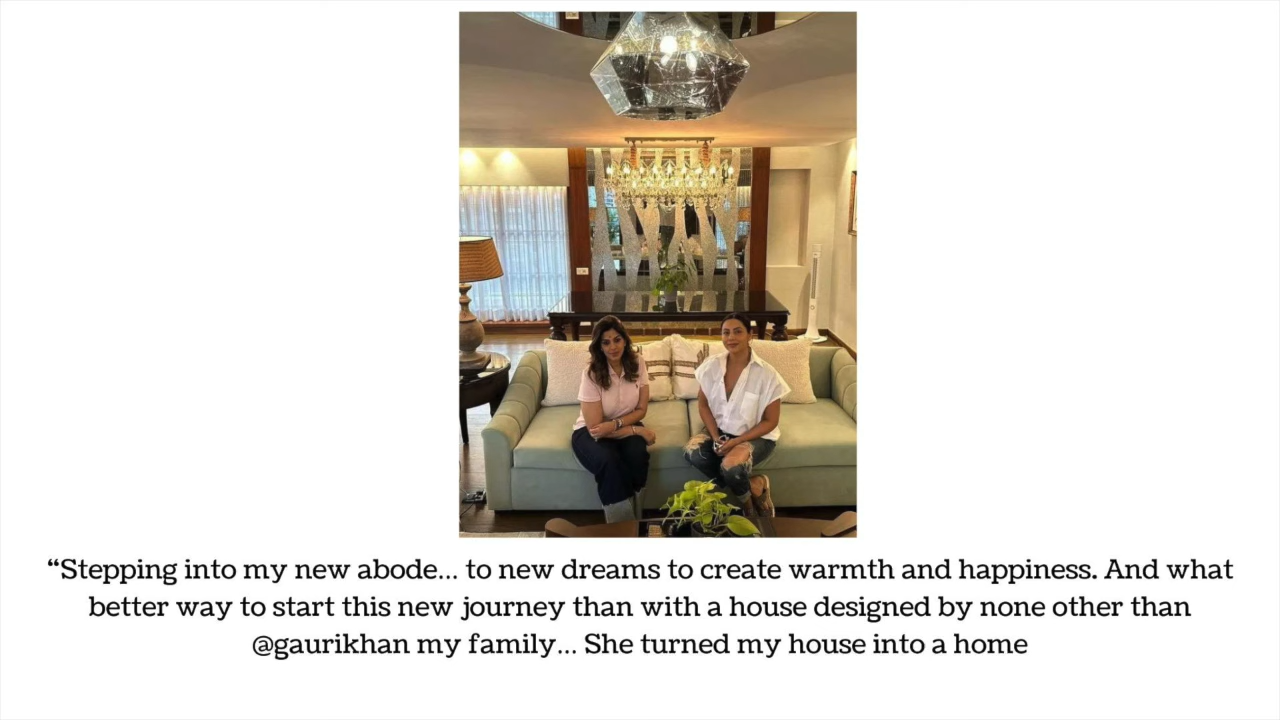 “Stepping into my new abode... to new dreams to create warmth and happiness. And what
better way to start this new journey than with a house designed by none other than
@gaurikhan my family... She turned my house into a home